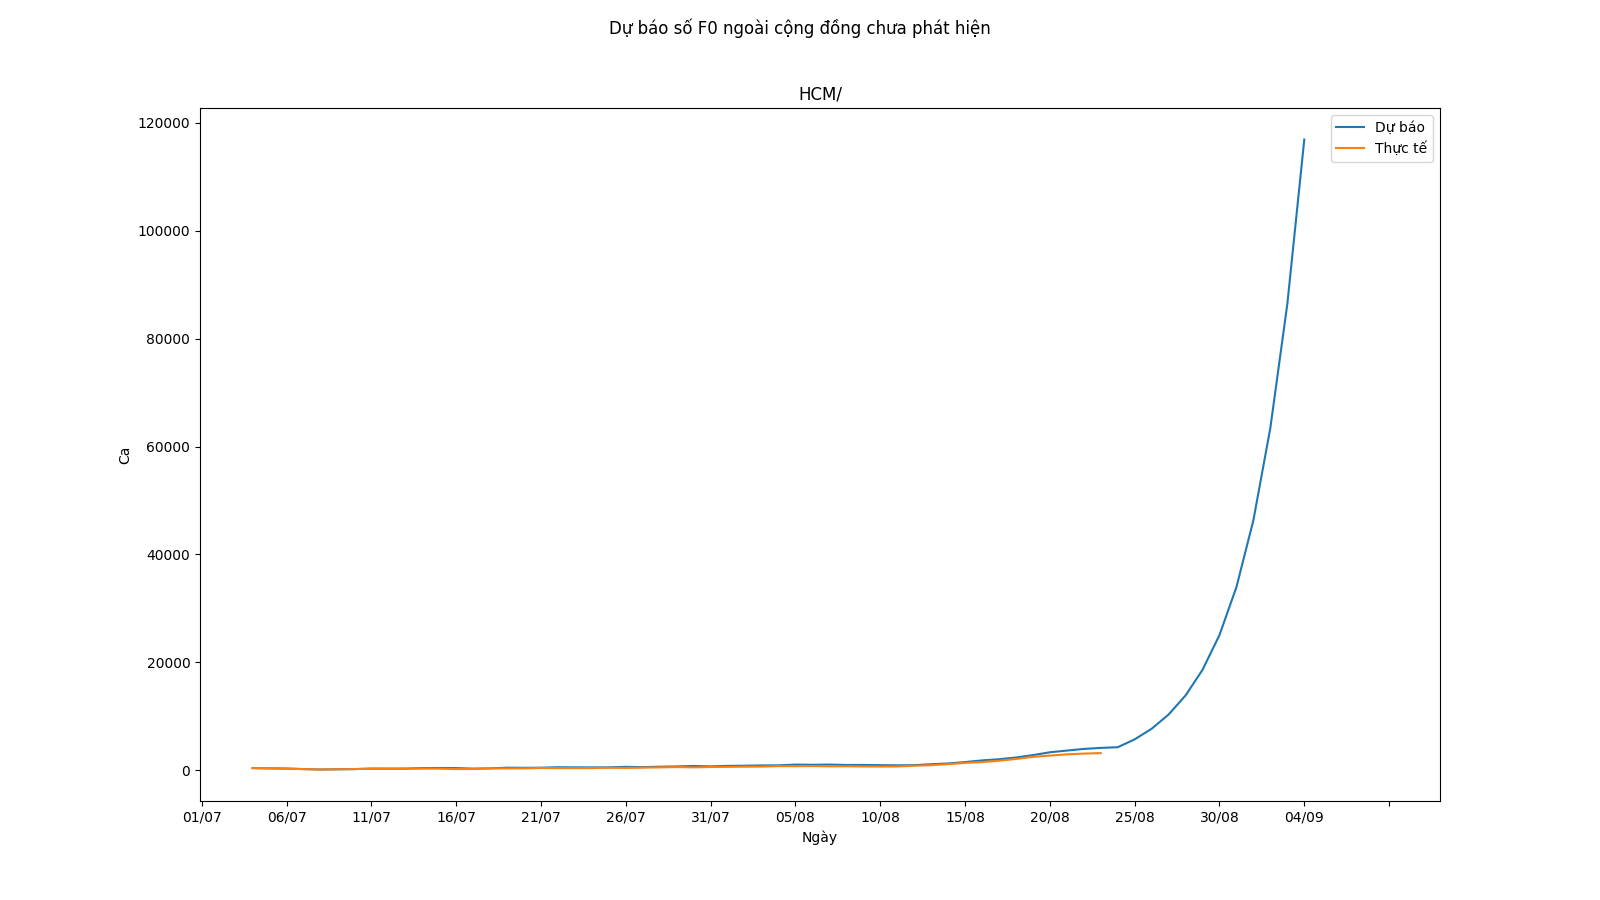 Dự báo số F0 ngoài cộng đồng chưa phát hiện
HCM/
Dự báo
Thực tế
120000
100000
80000
60000
40000
20000
0
Ca
01/07 06/07 11/07 16/07 21/07 26/07 31/07 05/08 10/08 15/08 20/08 25/08 30/08 04/09
Ngày